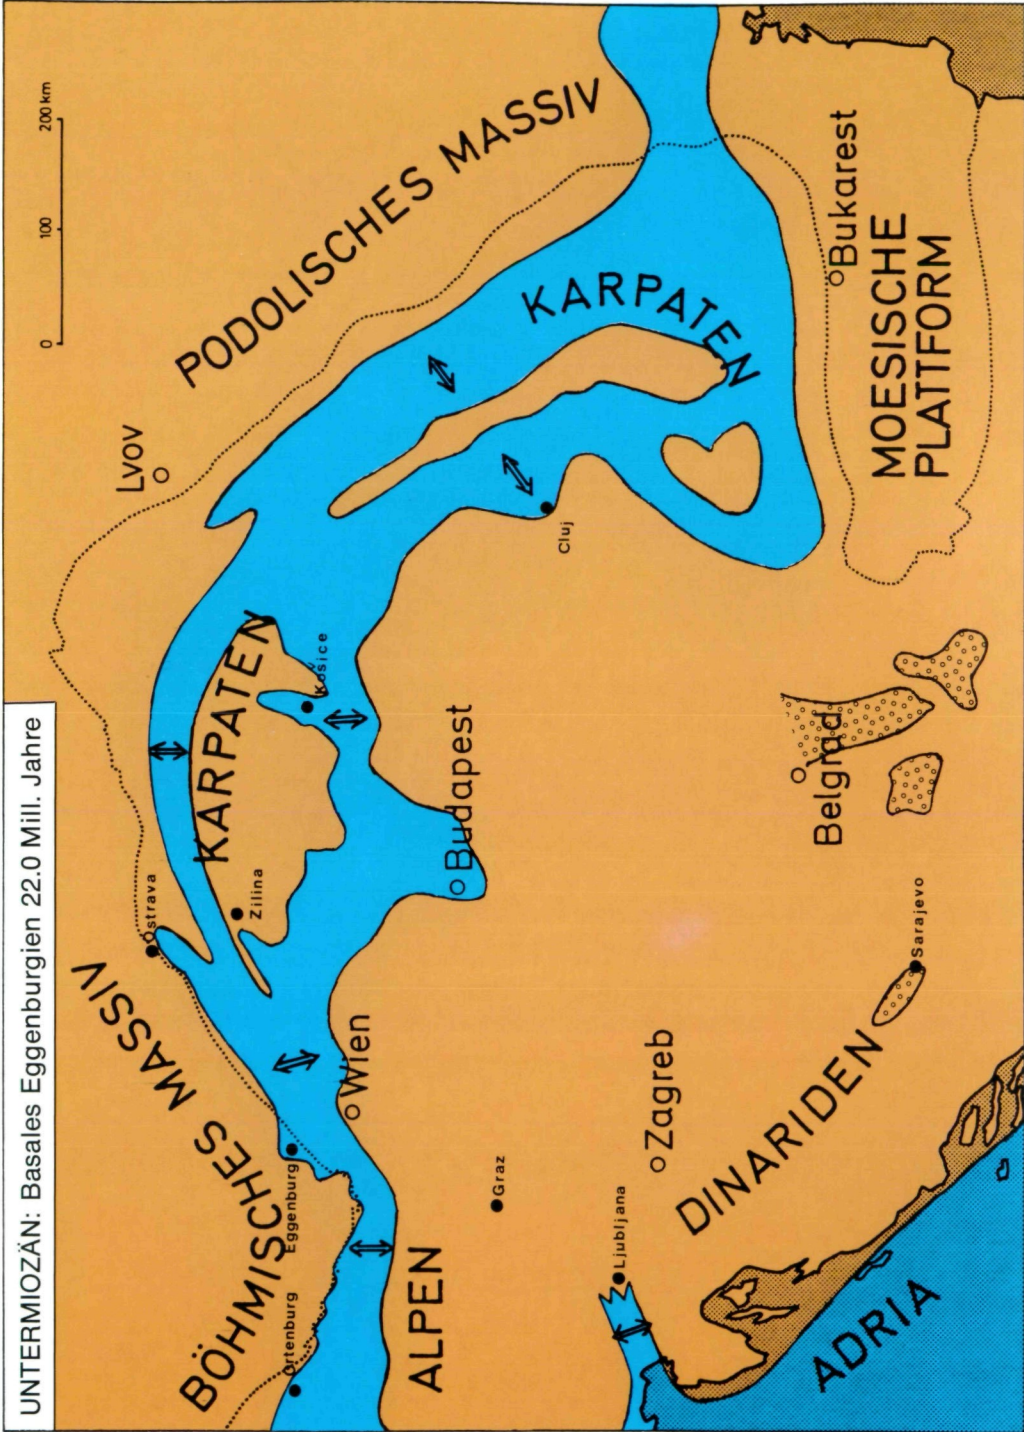 UNTERMIOZÄN: Basales Eggenburgien 22.0 Mill. Jahre
0 100 200 km
Lvov
PODOLISCHES MASSIV
Ostrava
BÖHMISCHES MASSIV
KARPATEN
Zilina
Košice
KARPATEN
Ortenburg
Eggenburg
Wien
Budapest
Cluj
ALPEN
Graz
Ljubljana
Zagreb
Belgrad
Bukarest
MOESISCHE
PLATTFORM
DINARIDEN
Sarajevo
ADRIA